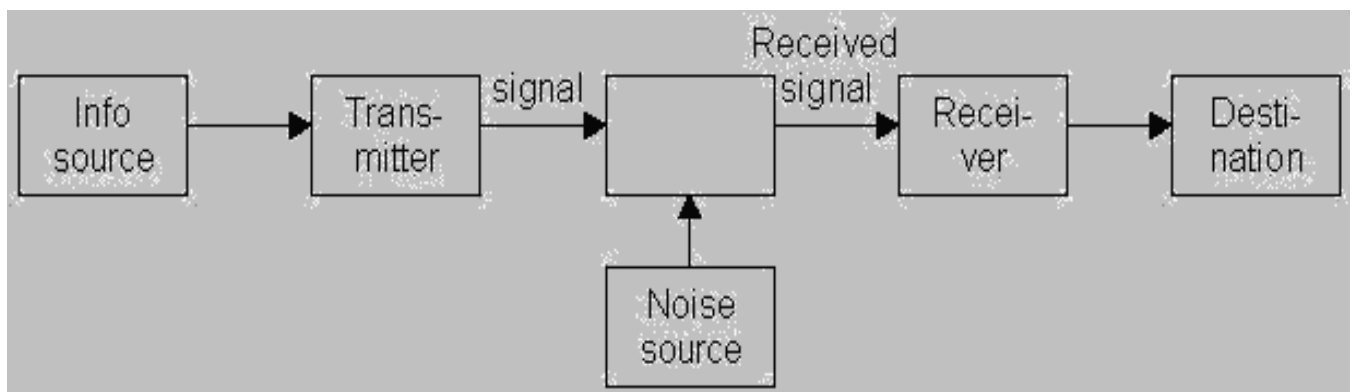 Info
source
Trans-
mitter
signal
Received
signal
Recei-
ver
Desti-
nation
Noise
source